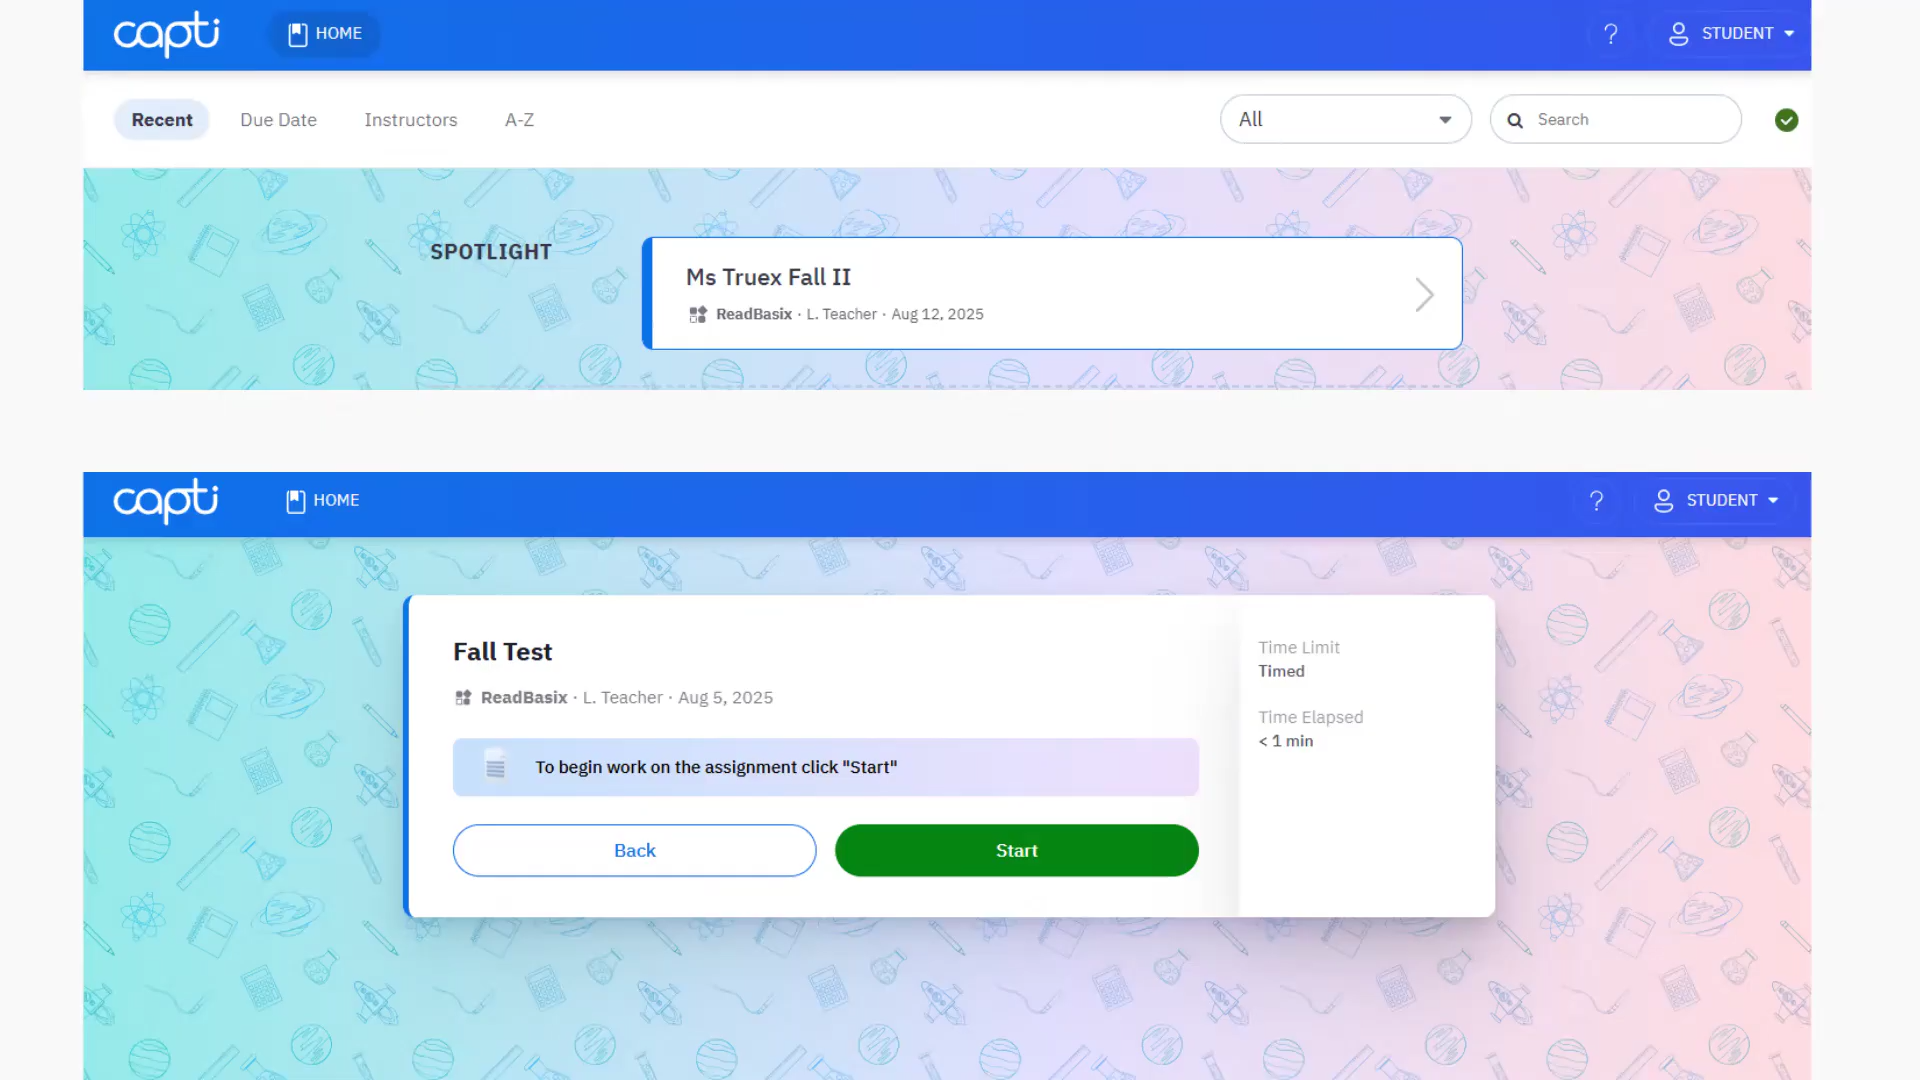 capti HOME ? STUDENT
Recent Due Date Instructors A-Z All Search
SPOTLIGHT
Ms Truex Fall II
ReadBasix · L. Teacher · Aug 12, 2025
capti HOME ? STUDENT
Fall Test
ReadBasix · L. Teacher · Aug 5, 2025
To begin work on the assignment click "Start"
Back Start
Time Limit
Timed
Time Elapsed
< 1 min